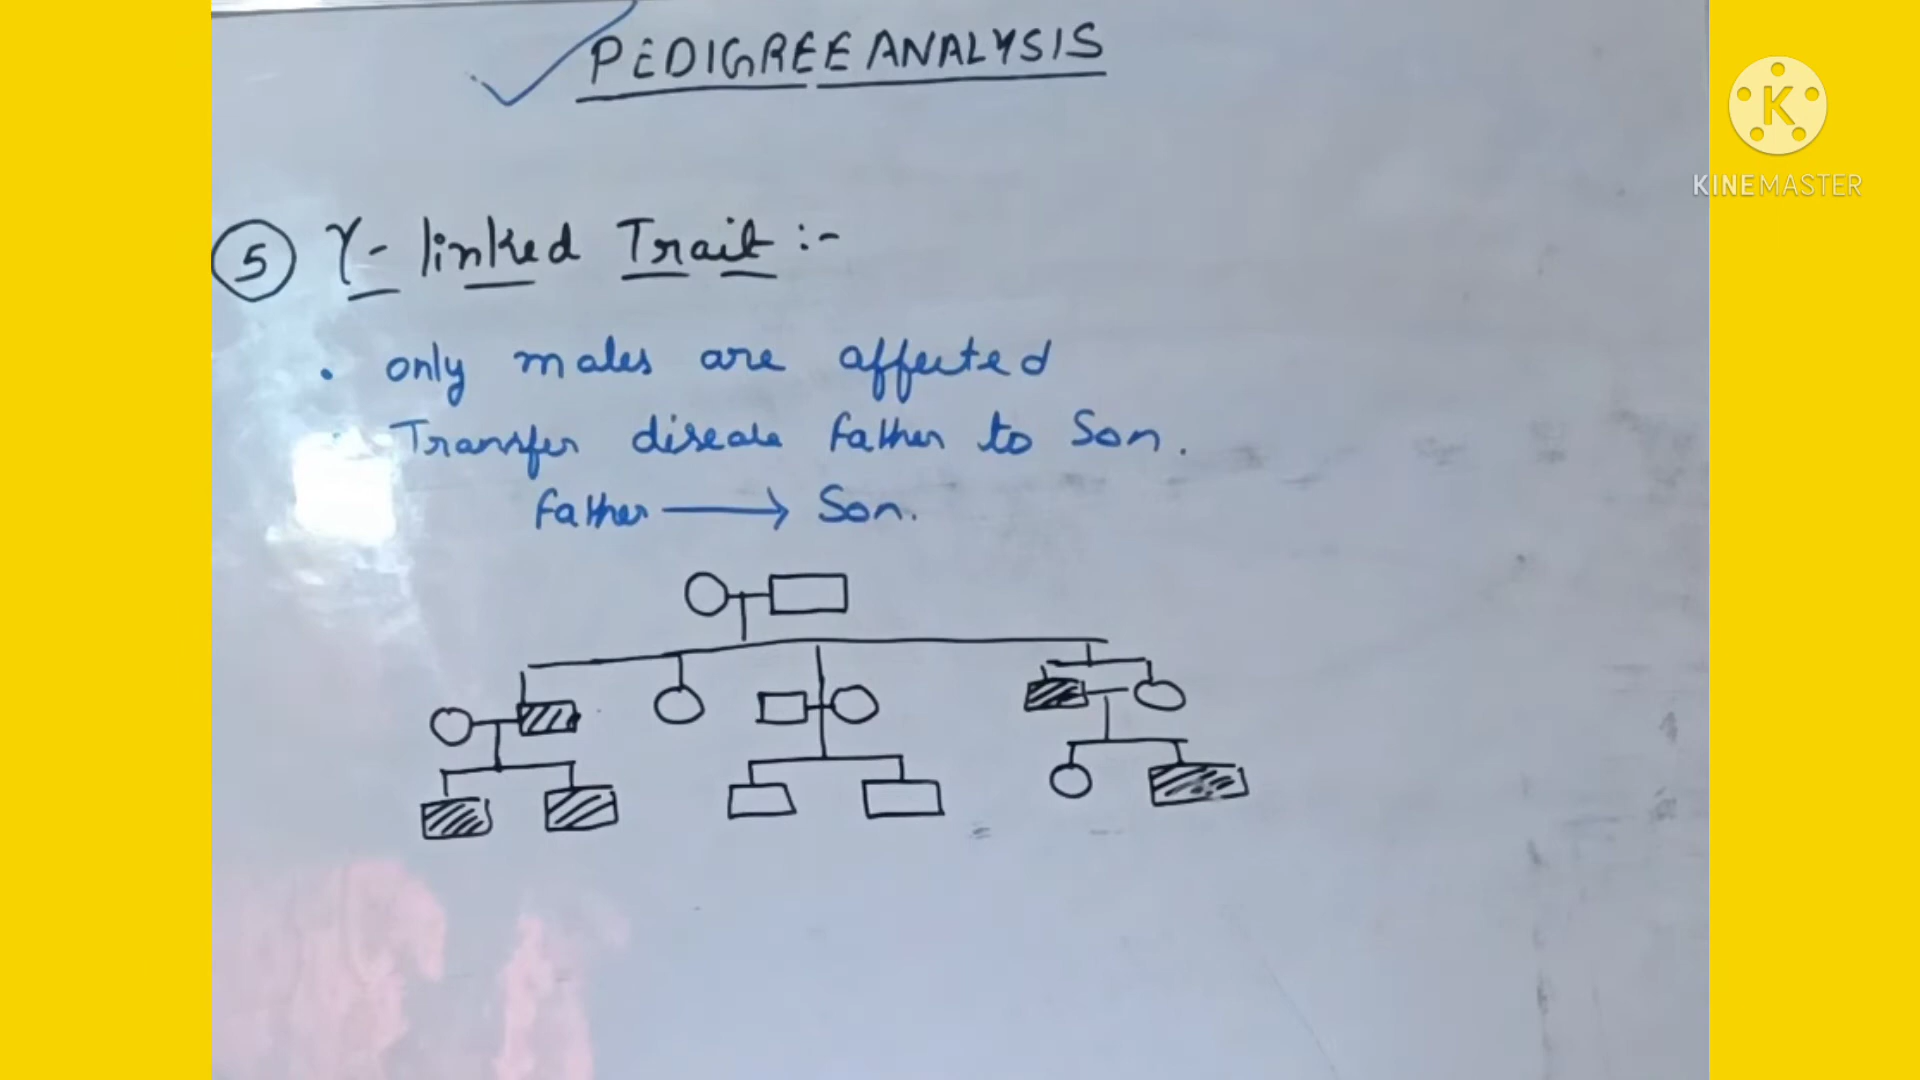 PEDIGREE ANALYSIS
K
KINEMASTER
5 Y- linked Trait :-
• only males are affected
• Transfer disease father to Son.
father → Son.